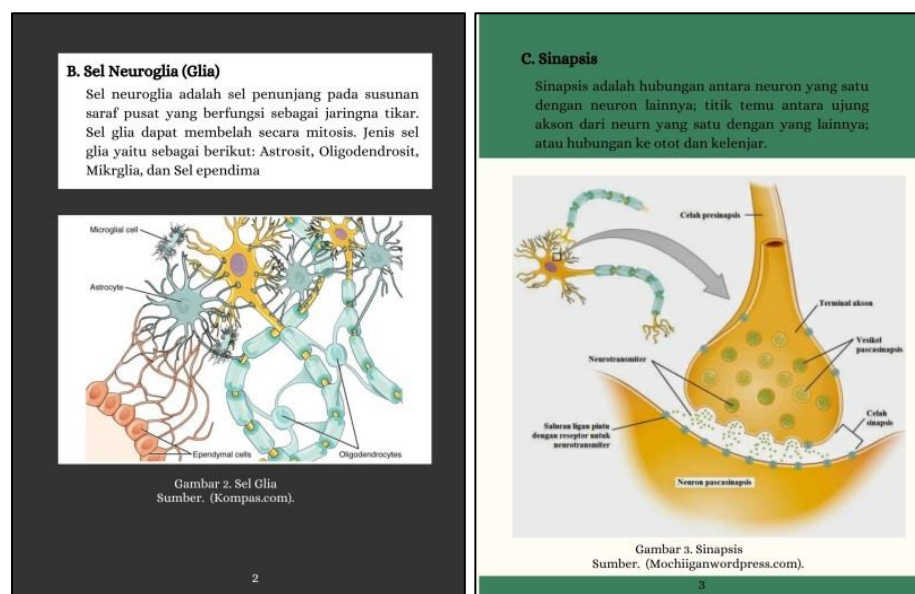 B. Sel Neuroglia (Glia)
Sel neuroglia adalah sel penunjang pada susunan
saraf pusat yang berfungsi sebagai jaringna tikar.
Sel glia dapat membelah secara mitosis. Jenis sel
glia yaitu sebagai berikut: Astrosit, Oligodendrosit,
Mikrglia, dan Sel ependima
Microglial cell
Astrocyte
Ependymal cells
Oligodendrocytes
Gambar 2. Sel Glia
Sumber. (Kompas.com).
2
C. Sinapsis
Sinapsis adalah hubungan antara neuron yang satu
dengan neuron lainnya; titik temu antara ujung
akson dari neurn yang satu dengan yang lainnya;
atau hubungan ke otot dan kelenjar.
Celah presinapsis
Terminal akson
Vesikel
pascasinapsis
Neurotransmiter
Celah
sinapsis
Saluran ligan pintu
dengan reseptor untuk
neurotransmiter
Neuron pascasinapsis
Gambar 3. Sinapsis
Sumber. (Mochiiganwordpress.com).
3